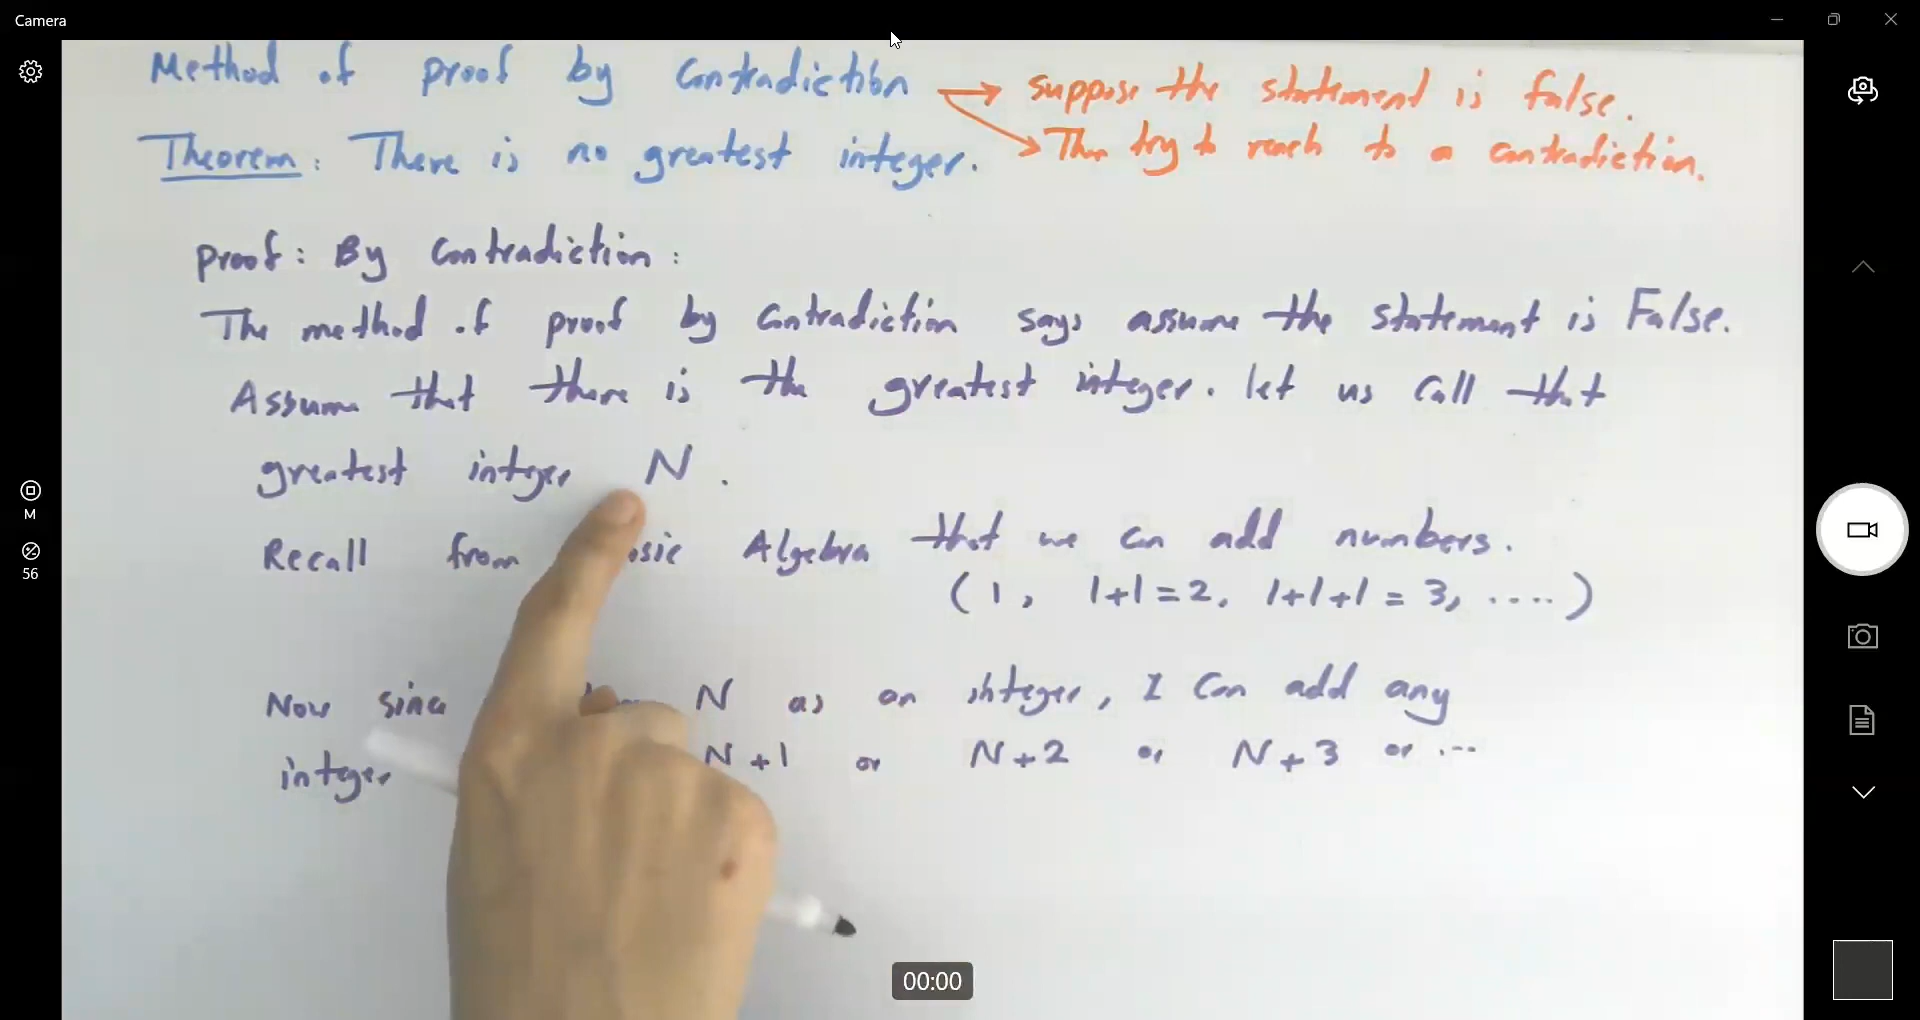 Camera
Method of proof by Contradiction → suppose the statement is false.
→ Then try to reach to a contradiction.
Theorem: There is no greatest integer.
proof: By Contradiction:
The method of proof by Contradiction says assume the statement is False.
Assume that there is the greatest integer. let us call that
greatest integer N.
Recall from Algebra that we can add numbers.
(1, 1+1=2, 1+1+1=3, ....)
Now since N as an integer, I Can add any
integer N+1 or N+2 or N+3 or ...
M
56
00:00